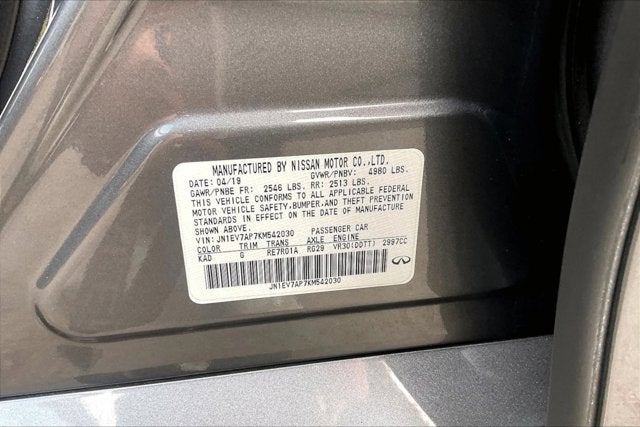 MANUFACTURED BY NISSAN MOTOR CO.,LTD.
DATE: 04/19 GVWR/PNBV: 4980 LBS.
GAWR/PNBE FR: 2546 LBS. RR: 2513 LBS.
THIS VEHICLE CONFORMS TO ALL APPLICABLE FEDERAL
MOTOR VEHICLE SAFETY, BUMPER, AND THEFT PREVENTION
STANDARDS IN EFFECT ON THE DATE OF MANUFACTURE
SHOWN ABOVE.
VIN: JN1EV7AP7KM542030 PASSENGER CAR
COLOR TRIM TRANS AXLE ENGINE
KAD G RE7R01A RG29 VR30(DDTT) 2997CC
JN1EV7AP7KM542030